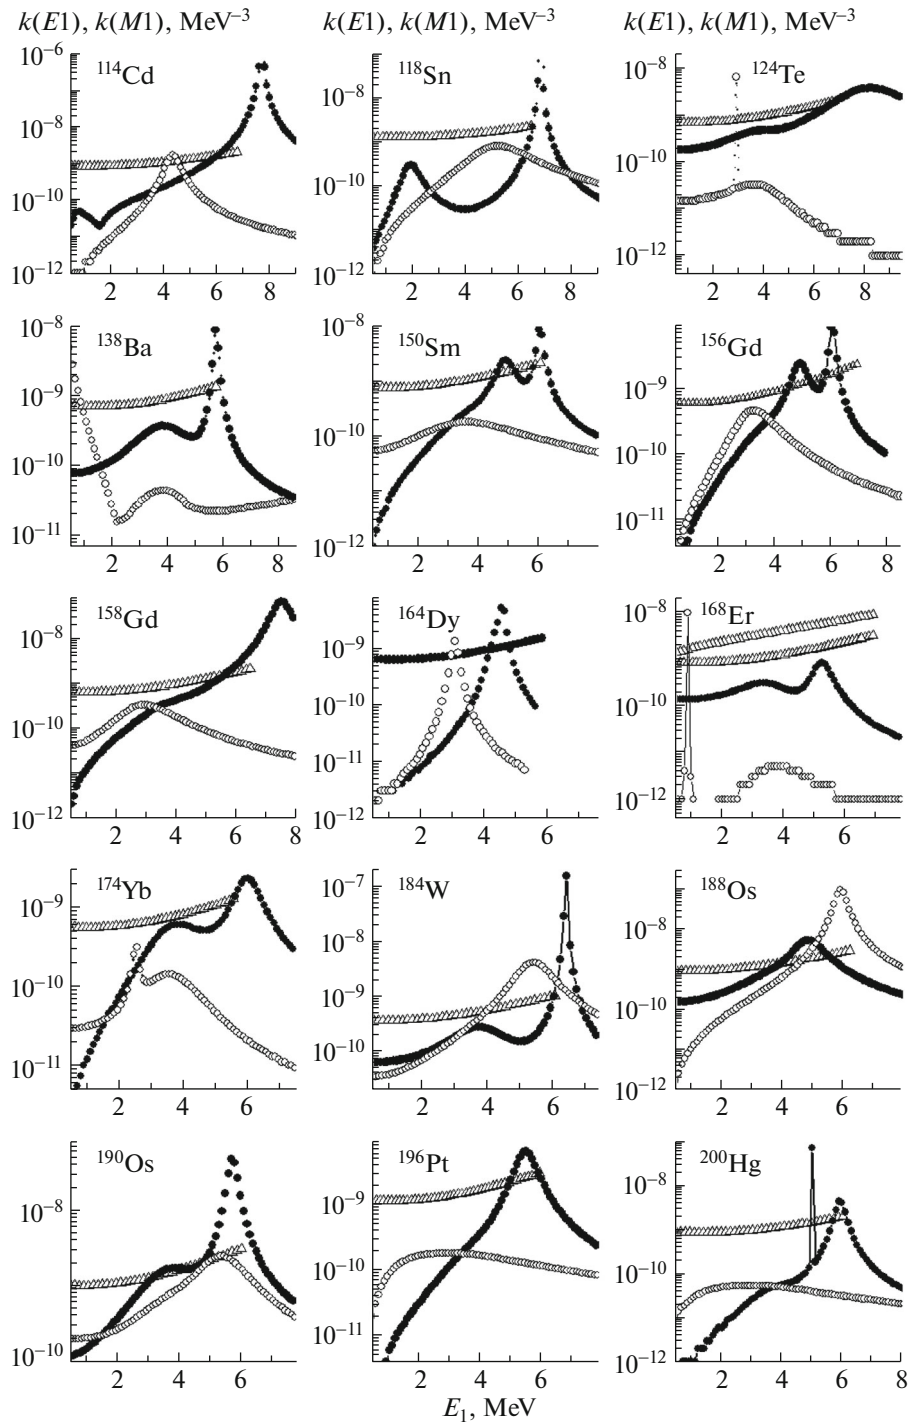 k(E1), k(M1), MeV⁻³ k(E1), k(M1), MeV⁻³ k(E1), k(M1), MeV⁻³
10⁻⁶ 10⁻⁸ 10⁻¹⁰ 10⁻¹²
¹¹⁴Cd
2 4 6 8
10⁻⁸ 10⁻¹⁰ 10⁻¹²
¹¹⁸Sn
2 4 6 8
10⁻⁸ 10⁻¹⁰ 10⁻¹²
¹²⁴Te
2 4 6 8
10⁻⁸ 10⁻⁹ 10⁻¹⁰ 10⁻¹¹
¹³⁸Ba
2 4 6 8
10⁻⁸ 10⁻¹⁰ 10⁻¹²
¹⁵⁰Sm
2 4 6
10⁻⁸ 10⁻⁹ 10⁻¹⁰ 10⁻¹¹
¹⁵⁶Gd
2 4 6 8
10⁻⁸ 10⁻¹⁰ 10⁻¹²
¹⁵⁸Gd
2 4 6 8
10⁻⁹ 10⁻¹⁰ 10⁻¹¹ 10⁻¹²
¹⁶⁴Dy
2 4 6
10⁻⁸ 10⁻¹⁰ 10⁻¹²
¹⁶⁸Er
2 4 6
10⁻⁹ 10⁻¹⁰ 10⁻¹¹
¹⁷⁴Yb
2 4 6
10⁻⁷ 10⁻⁸ 10⁻⁹ 10⁻¹⁰
¹⁸⁴W
2 4 6
10⁻⁸ 10⁻¹⁰ 10⁻¹²
¹⁸⁸Os
2 4 6
10⁻⁸ 10⁻¹⁰
¹⁹⁰Os
2 4 6
10⁻⁹ 10⁻¹⁰ 10⁻¹¹
¹⁹⁶Pt
2 4 6
10⁻⁸ 10⁻¹⁰ 10⁻¹²
²⁰⁰Hg
2 4 6 8
E₁, MeV